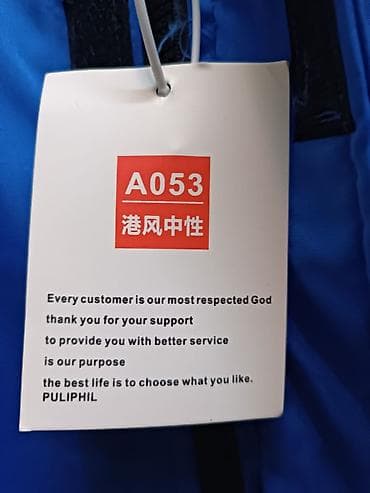 A053
港风中性
Every customer is our most respected God
thank you for your support
to provide you with better service
is our purpose
the best life is to choose what you like.
PULIPHIL